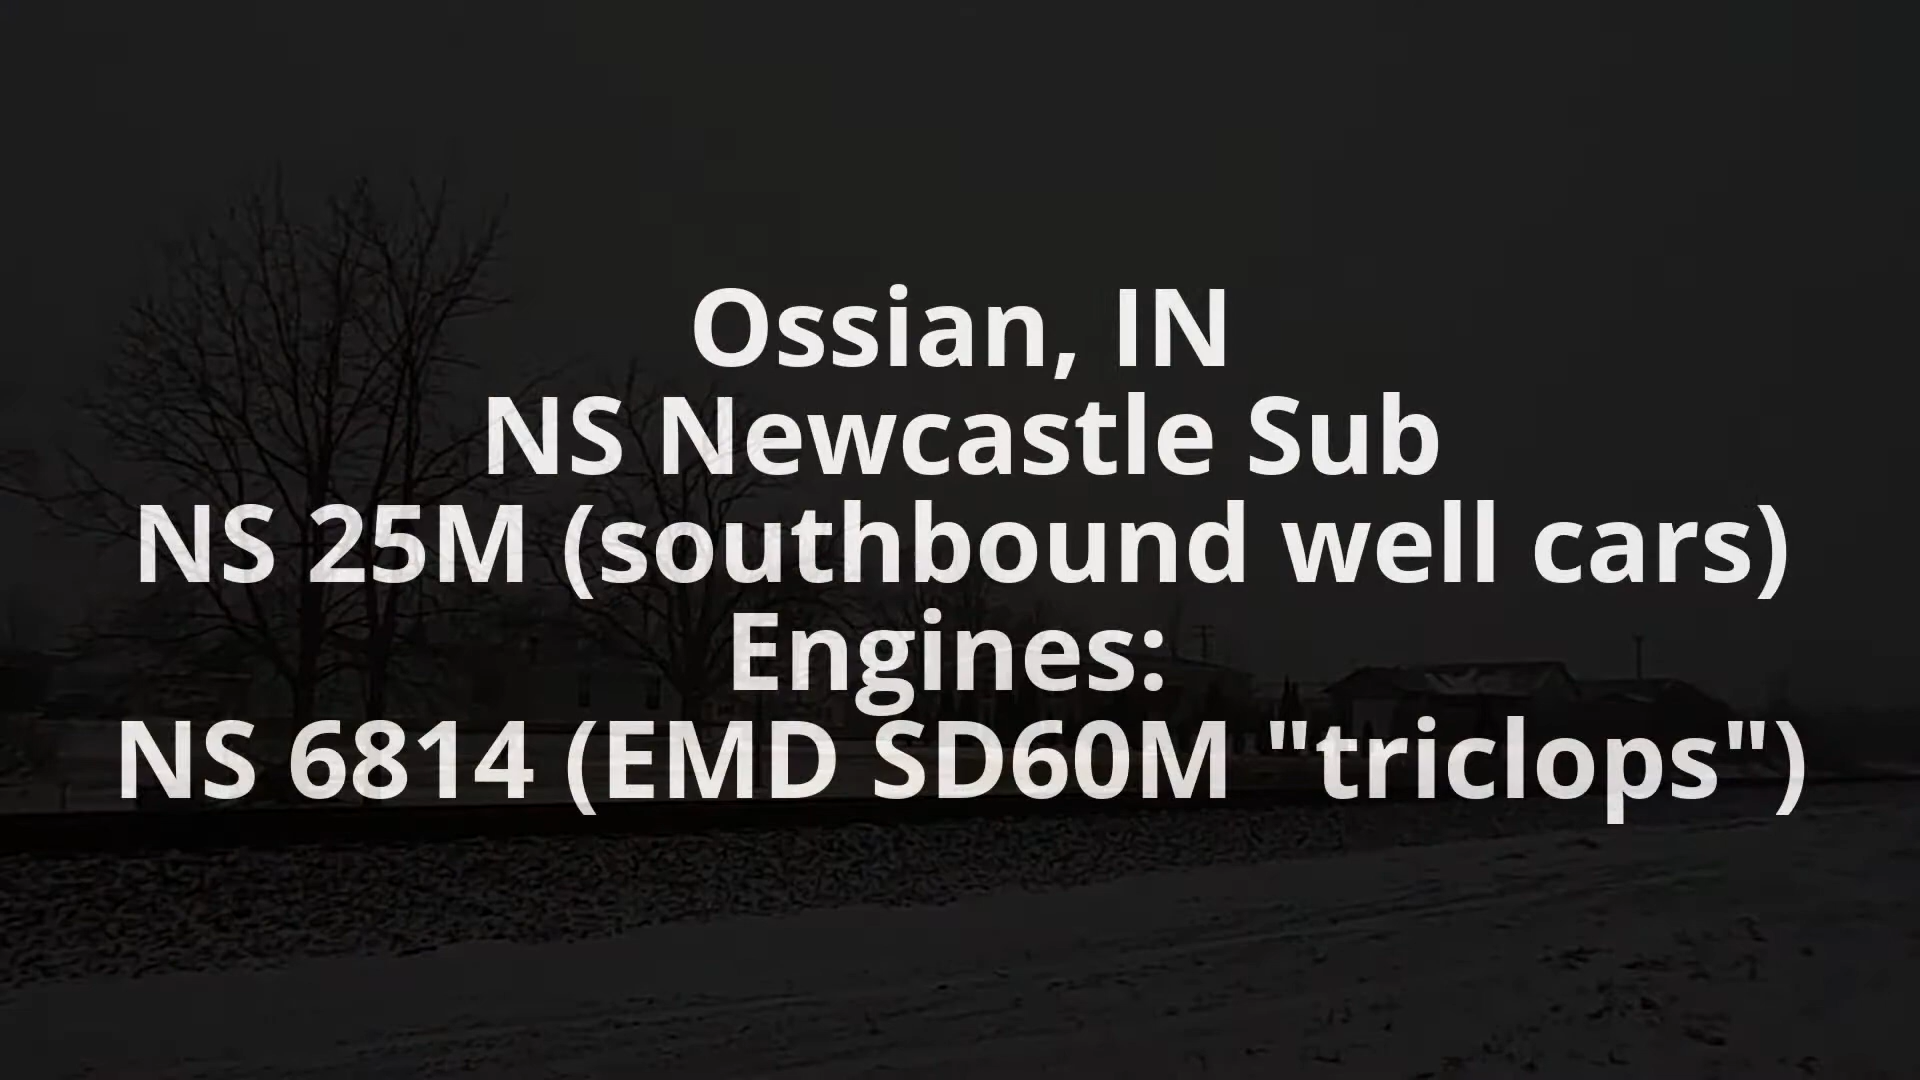 Ossian, IN
NS Newcastle Sub
NS 25M (southbound well cars)
Engines:
NS 6814 (EMD SD60M "triclops")